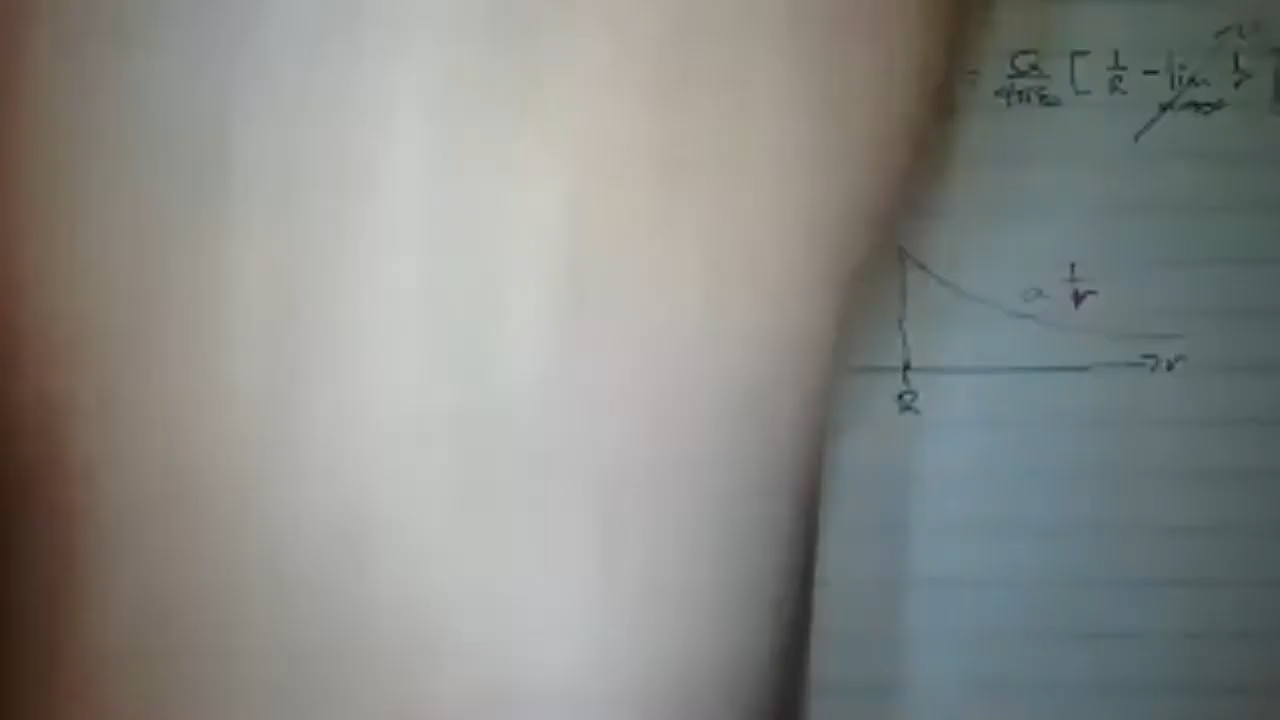 = Q/4πε₀ [ 1/R - lim r→∞ 1/r ]
α 1/r
→ r
R